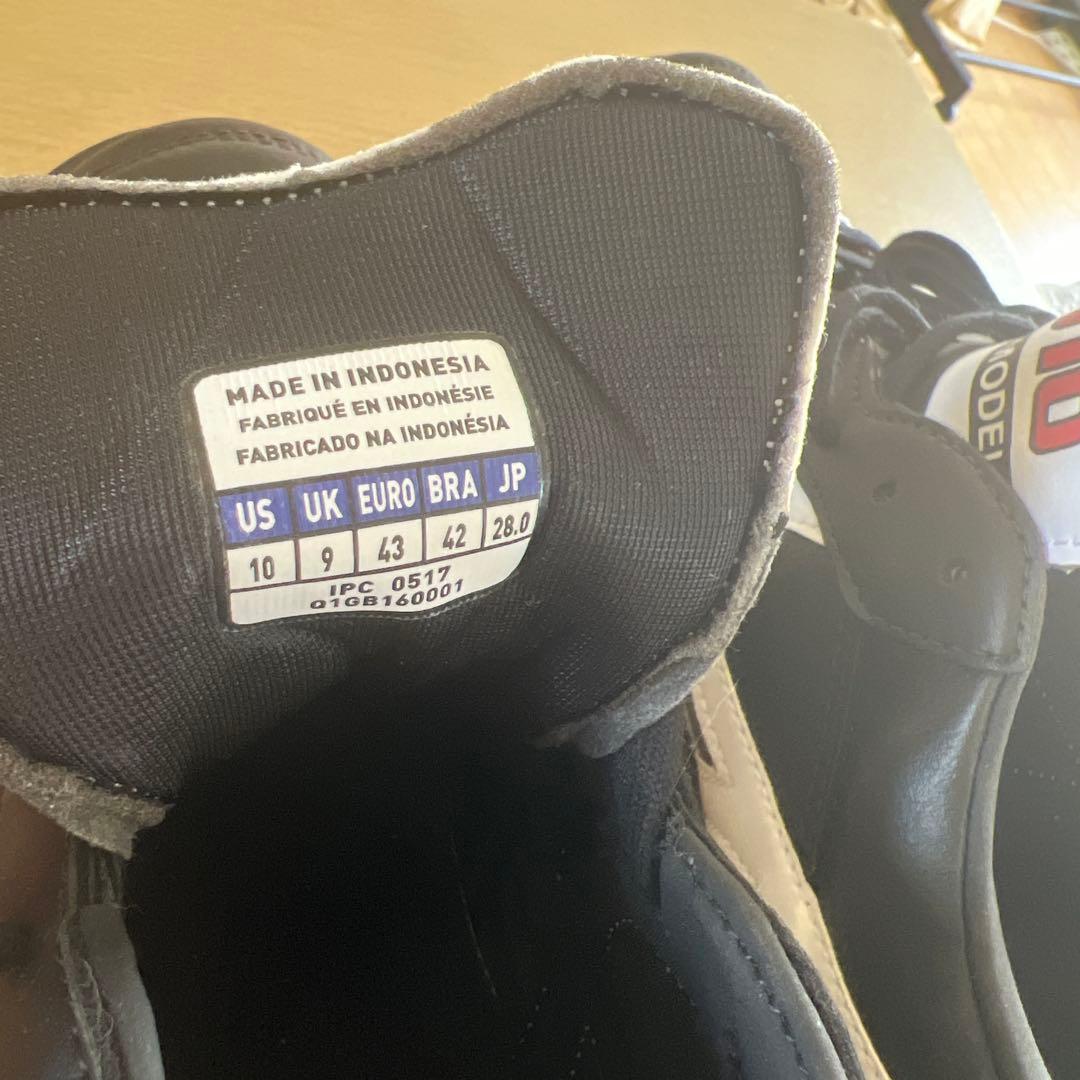 MADE IN INDONESIA
FABRIQUÉ EN INDONÉSIE
FABRICADO NA INDONÉSIA
US UK EURO BRA JP
10 9 43 42 28.0
IPC 0517
Q1GB160001